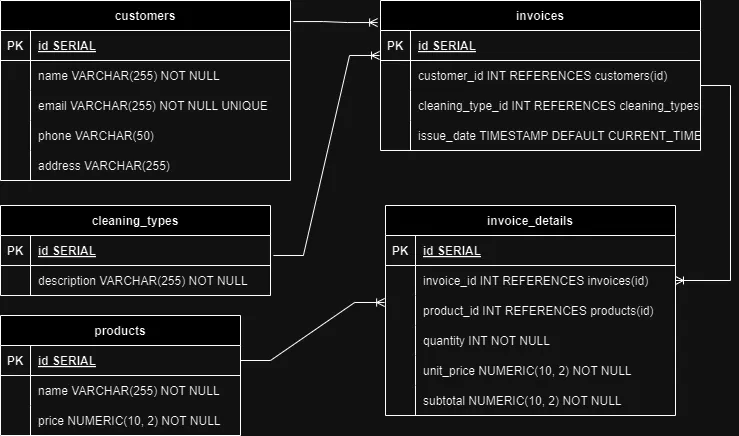 customers
PK id SERIAL
name VARCHAR(255) NOT NULL
email VARCHAR(255) NOT NULL UNIQUE
phone VARCHAR(50)
address VARCHAR(255)
invoices
PK id SERIAL
customer_id INT REFERENCES customers(id)
cleaning_type_id INT REFERENCES cleaning_types
issue_date TIMESTAMP DEFAULT CURRENT_TIME
cleaning_types
PK id SERIAL
description VARCHAR(255) NOT NULL
invoice_details
PK id SERIAL
invoice_id INT REFERENCES invoices(id)
product_id INT REFERENCES products(id)
quantity INT NOT NULL
unit_price NUMERIC(10, 2) NOT NULL
subtotal NUMERIC(10, 2) NOT NULL
products
PK id SERIAL
name VARCHAR(255) NOT NULL
price NUMERIC(10, 2) NOT NULL